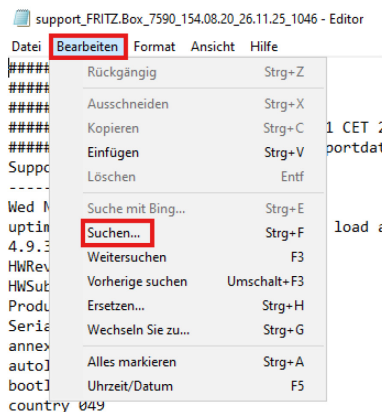 support_FRITZ.Box_7590_154.08.20_26.11.25_1046 - Editor
Datei Bearbeiten Format Ansicht Hilfe
#####
#####
#####
##### 1 CET 2
##### portdat
Suppo
-----
Wed N
uptim load a
4.9.3
HWRev
HWSub
Produ
Seria
annex
autol
bootl
country 049
Rückgängig Strg+Z
Ausschneiden Strg+X
Kopieren Strg+C
Einfügen Strg+V
Löschen Entf
Suche mit Bing... Strg+E
Suchen... Strg+F
Weitersuchen F3
Vorherige suchen Umschalt+F3
Ersetzen... Strg+H
Wechseln Sie zu... Strg+G
Alles markieren Strg+A
Uhrzeit/Datum F5